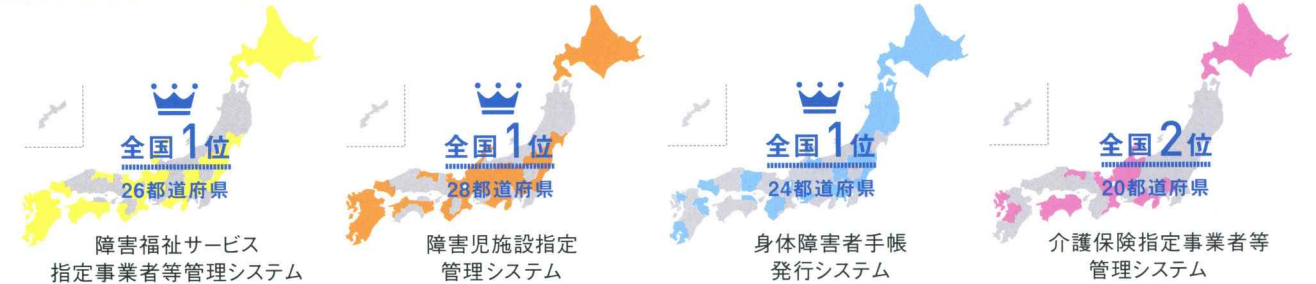 全国1位
26都道府県
障害福祉サービス
指定事業者等管理システム
全国1位
28都道府県
障害児施設指定
管理システム
全国1位
24都道府県
身体障害者手帳
発行システム
全国2位
20都道府県
介護保険指定事業者等
管理システム